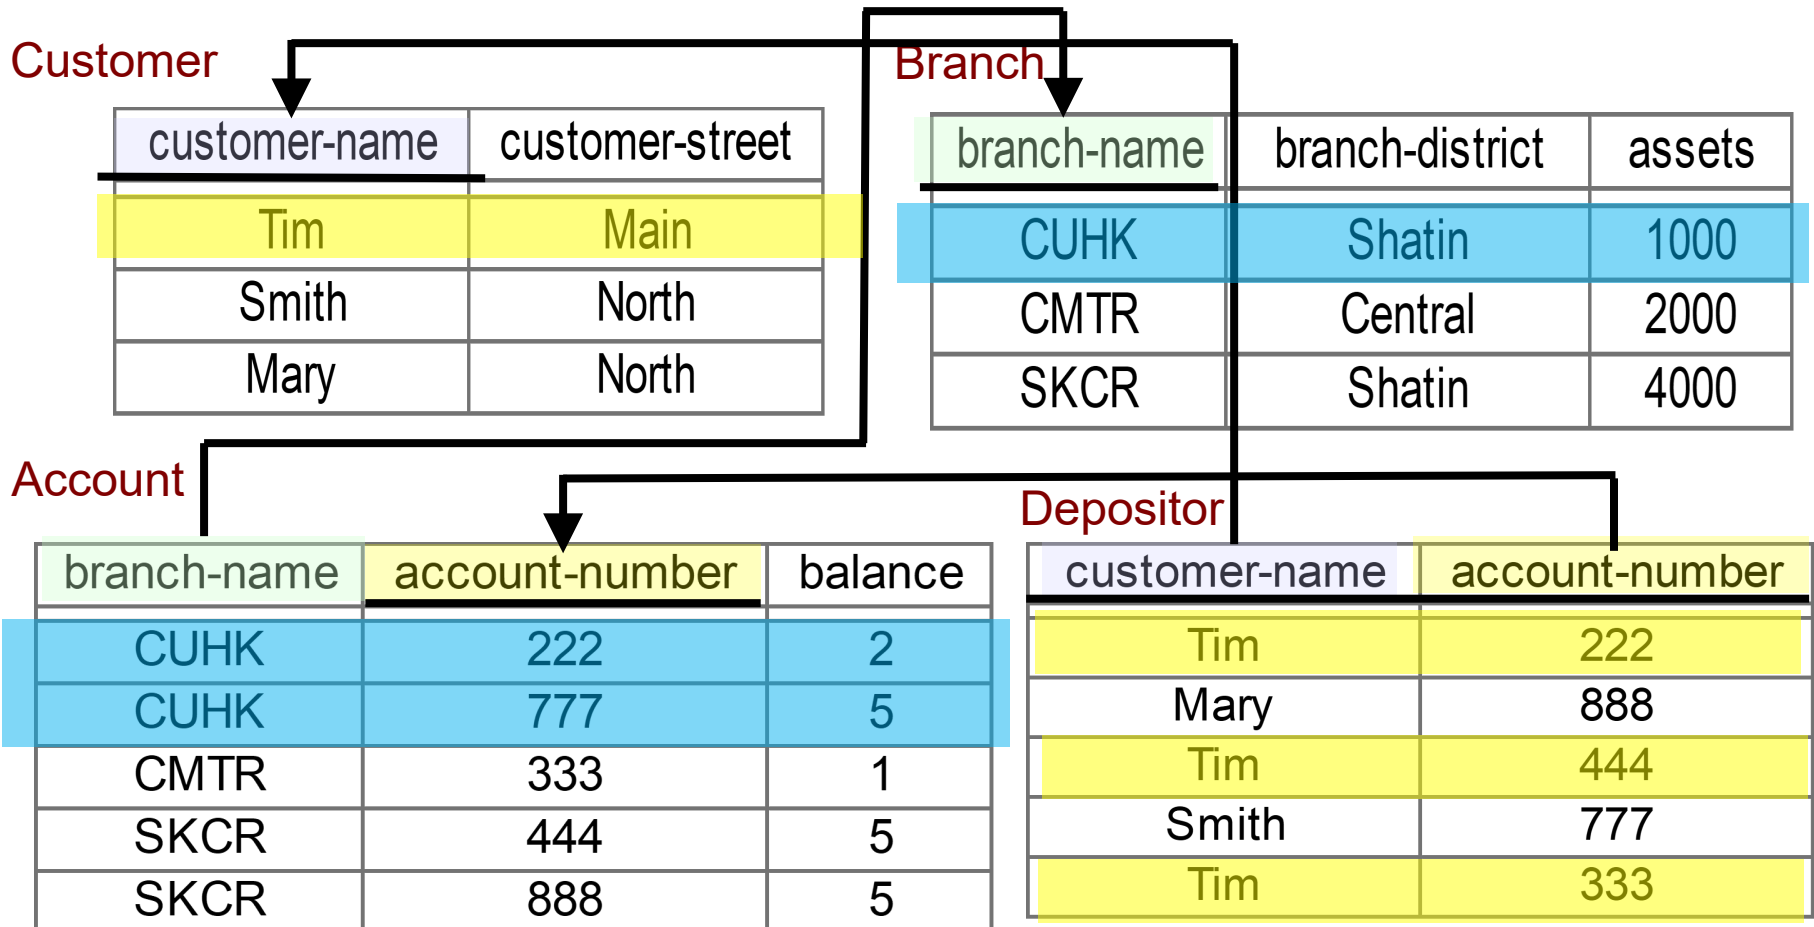 Customer
customer-name customer-street
Tim Main
Smith North
Mary North
Branch
branch-name branch-district assets
CUHK Shatin 1000
CMTR Central 2000
SKCR Shatin 4000
Account
branch-name account-number balance
CUHK 222 2
CUHK 777 5
CMTR 333 1
SKCR 444 5
SKCR 888 5
Depositor
customer-name account-number
Tim 222
Mary 888
Tim 444
Smith 777
Tim 333